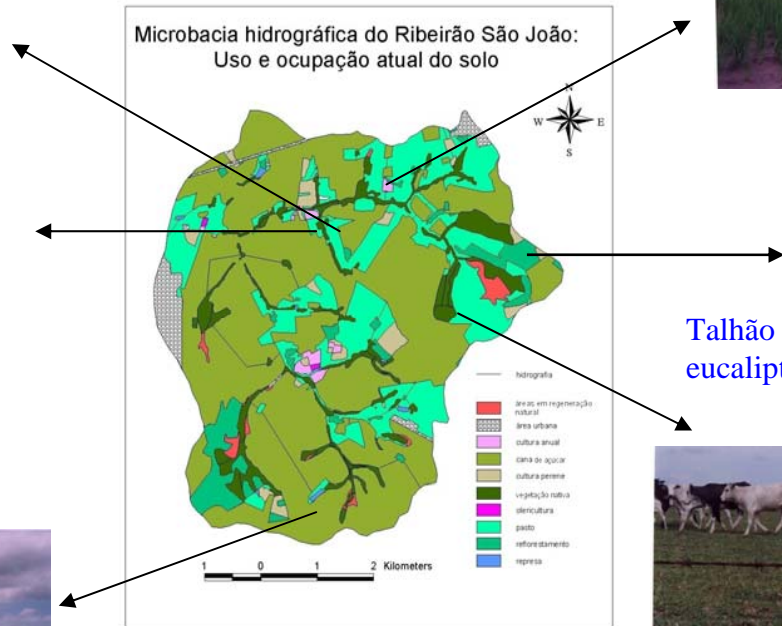 Microbacia hidrográfica do Ribeirão São João:
Uso e ocupação atual do solo
N
W E
S
Talhão
eucalipt
hidrografia
áreas em regeneração
natural
área urbana
cultura anual
cana de açúcar
cultura perene
vegetação nativa
olericultura
pasto
reflorestamento
represa
1 0 1 2 Kilometers